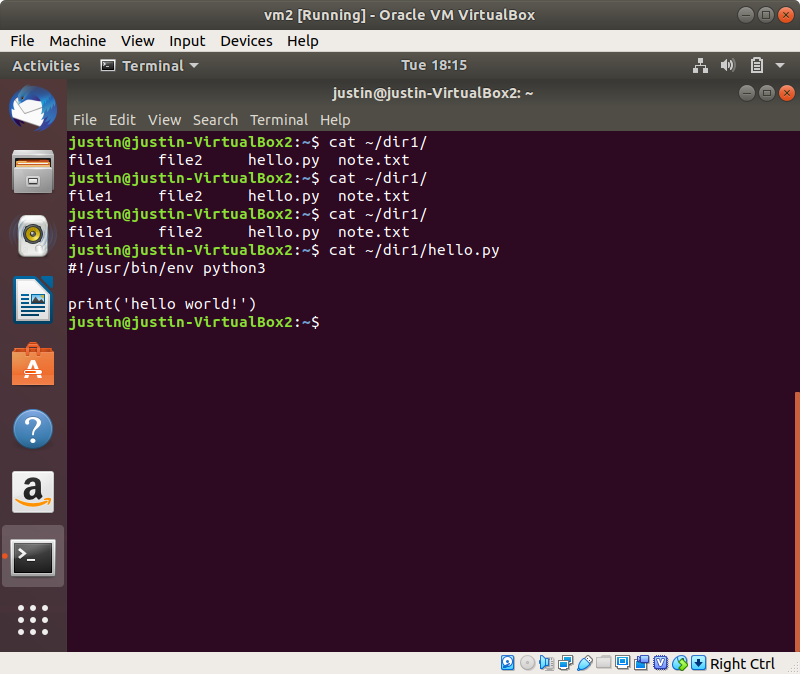 vm2 [Running] - Oracle VM VirtualBox
File Machine View Input Devices Help
Activities Terminal Tue 18:15
justin@justin-VirtualBox2: ~
File Edit View Search Terminal Help
justin@justin-VirtualBox2:~$ cat ~/dir1/
file1 file2 hello.py note.txt
justin@justin-VirtualBox2:~$ cat ~/dir1/
file1 file2 hello.py note.txt
justin@justin-VirtualBox2:~$ cat ~/dir1/
file1 file2 hello.py note.txt
justin@justin-VirtualBox2:~$ cat ~/dir1/hello.py
#!/usr/bin/env python3
print('hello world!')
justin@justin-VirtualBox2:~$
Right Ctrl